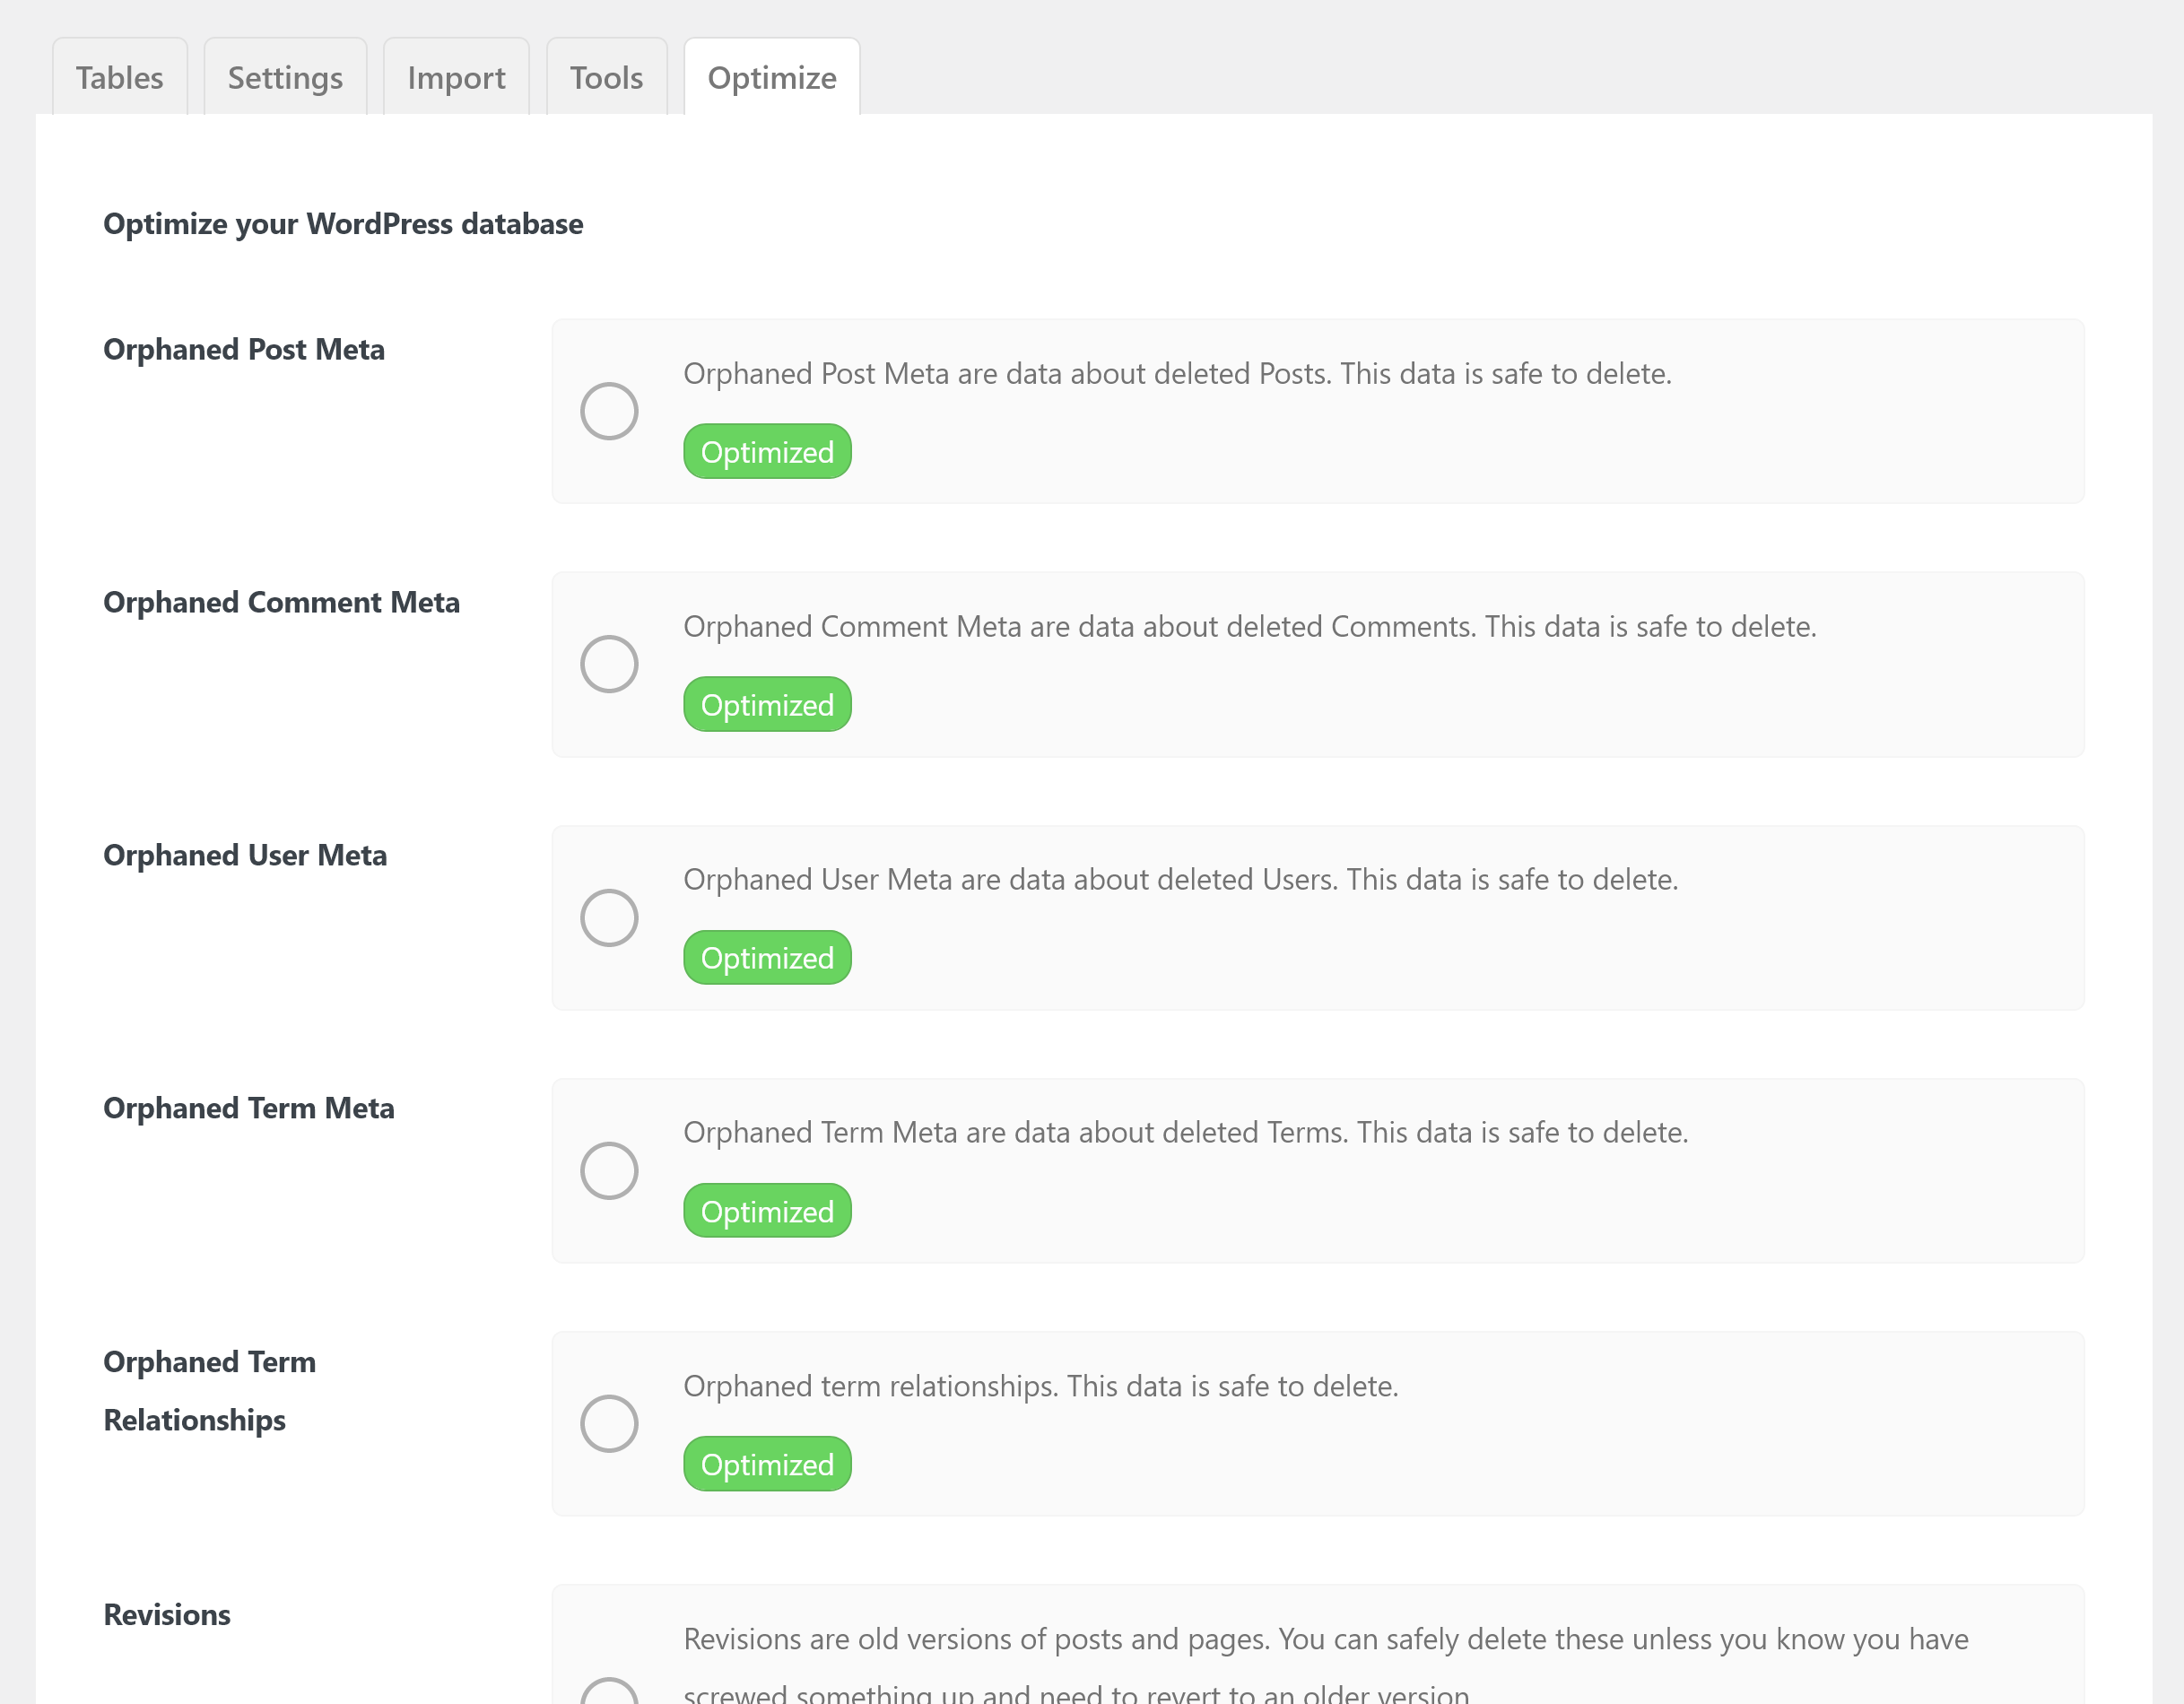 Tables Settings Import Tools Optimize
Optimize your WordPress database
Orphaned Post Meta
Orphaned Post Meta are data about deleted Posts. This data is safe to delete.
Optimized
Orphaned Comment Meta
Orphaned Comment Meta are data about deleted Comments. This data is safe to delete.
Optimized
Orphaned User Meta
Orphaned User Meta are data about deleted Users. This data is safe to delete.
Optimized
Orphaned Term Meta
Orphaned Term Meta are data about deleted Terms. This data is safe to delete.
Optimized
Orphaned Term
Relationships
Orphaned term relationships. This data is safe to delete.
Optimized
Revisions
Revisions are old versions of posts and pages. You can safely delete these unless you know you have
screwed something up and need to revert to an older version